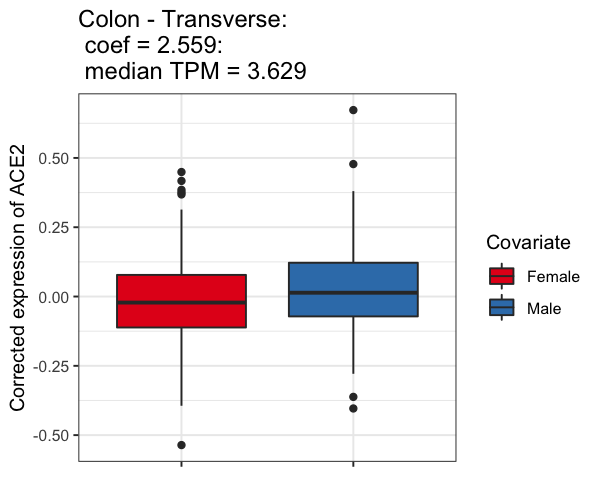 Colon - Transverse:
coef = 2.559:
median TPM = 3.629
Corrected expression of ACE2
0.50
0.25
0.00
-0.25
-0.50
Covariate
Female
Male